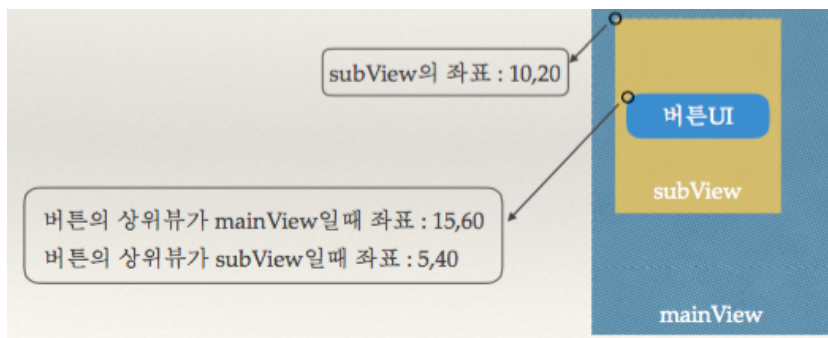 subView의 좌표 : 10,20
버튼UI
subView
버튼의 상위뷰가 mainView일때 좌표 : 15,60
버튼의 상위뷰가 subView일때 좌표 : 5,40
mainView